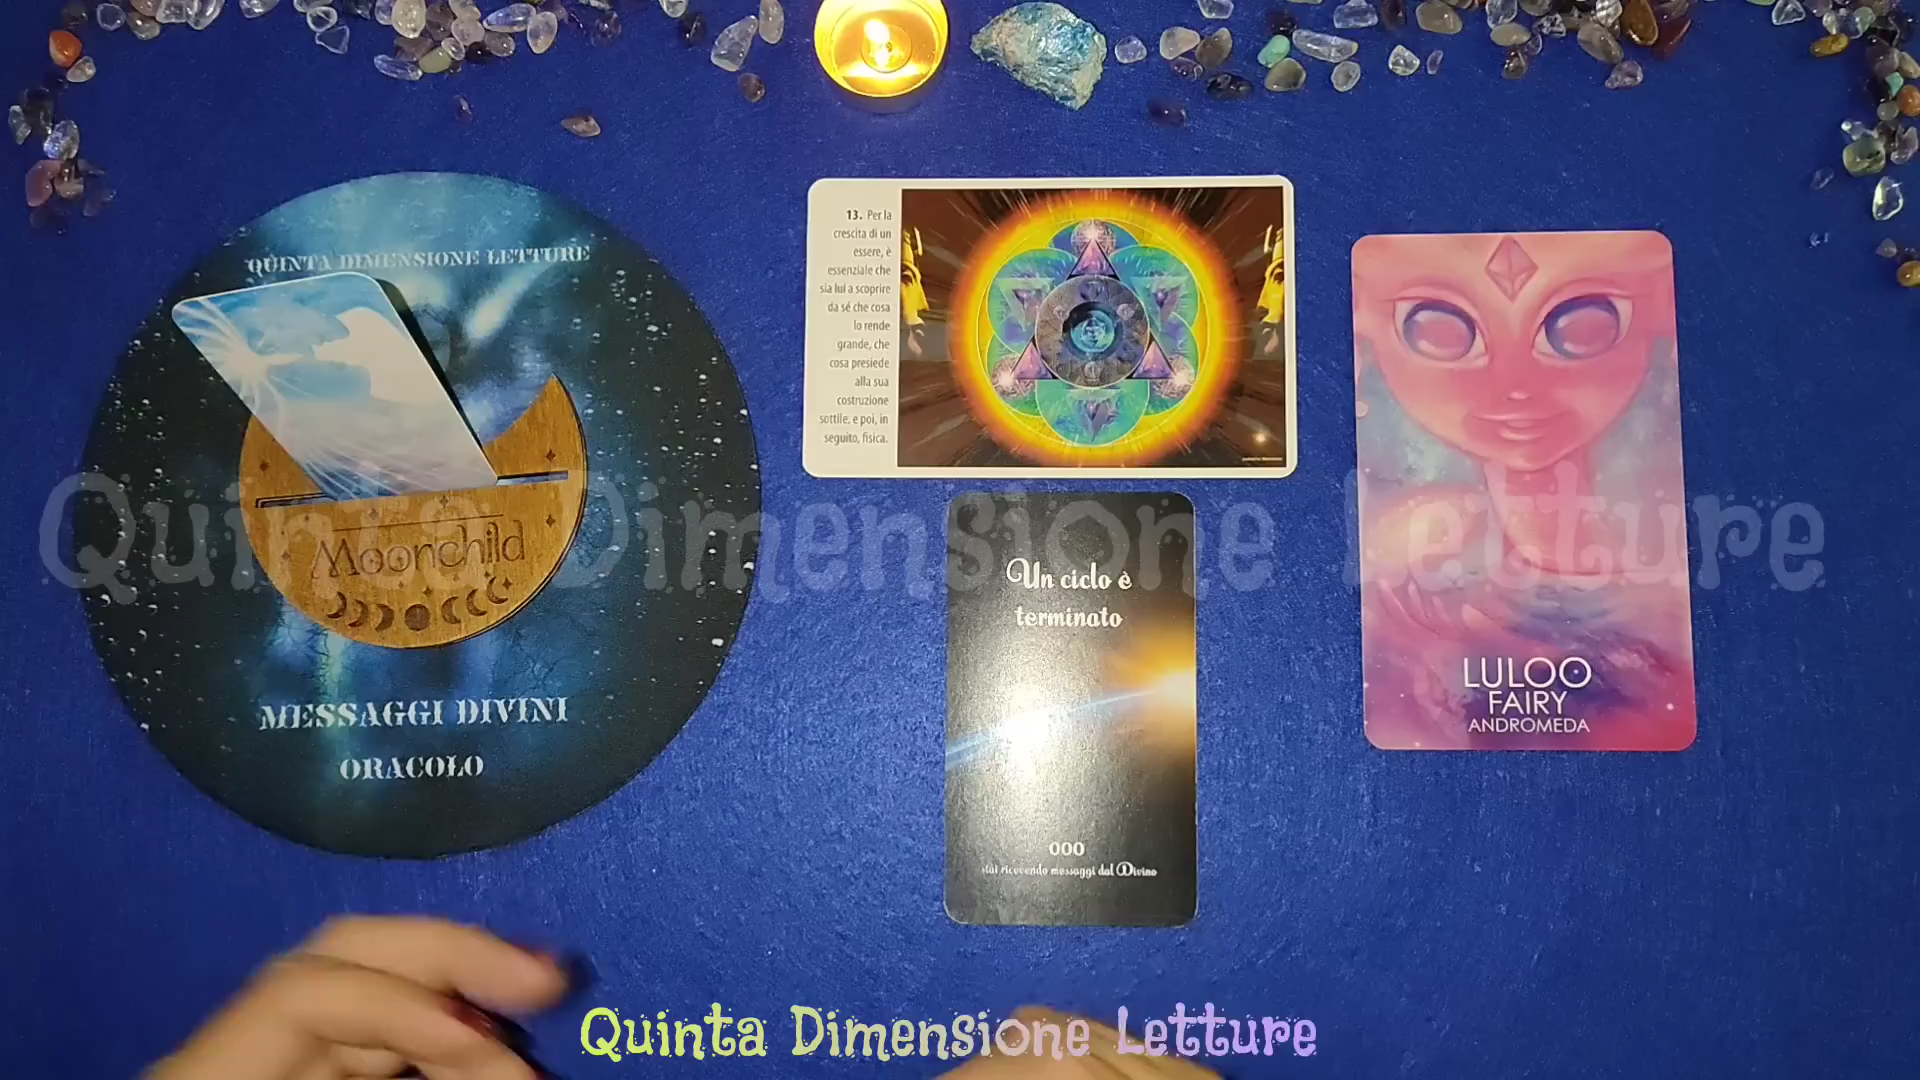 QUINTA DIMENSIONE LETTURE
Moonchild
MESSAGGI DIVINI
ORACOLO
13. Per la
crescita di un
essere, è
essenziale che
sia lui a scoprire
da sé che cosa
lo rende
grande, che
cosa presiede
alla sua
costruzione
sottile, e poi, in
seguito, fisica.
Un ciclo è
terminato
000
stai ricevendo messaggi dal Divino
LULOO
FAIRY
ANDROMEDA
Quinta Dimensione Letture
Quinta Dimensione Letture